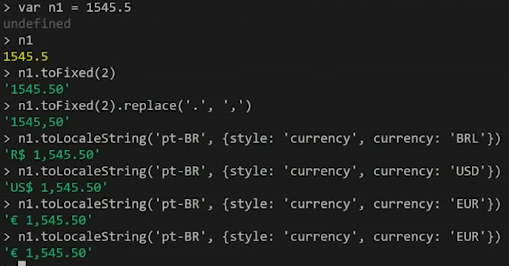 > var n1 = 1545.5
undefined
> n1
1545.5
> n1.toFixed(2)
'1545.50'
> n1.toFixed(2).replace('.', ',')
'1545,50'
> n1.toLocaleString('pt-BR', {style: 'currency', currency: 'BRL'})
'R$ 1,545.50'
> n1.toLocaleString('pt-BR', {style: 'currency', currency: 'USD'})
'US$ 1,545.50'
> n1.toLocaleString('pt-BR', {style: 'currency', currency: 'EUR'})
'€ 1,545.50'
> n1.toLocaleString('pt-BR', {style: 'currency', currency: 'EUR'})
'€ 1,545.50'